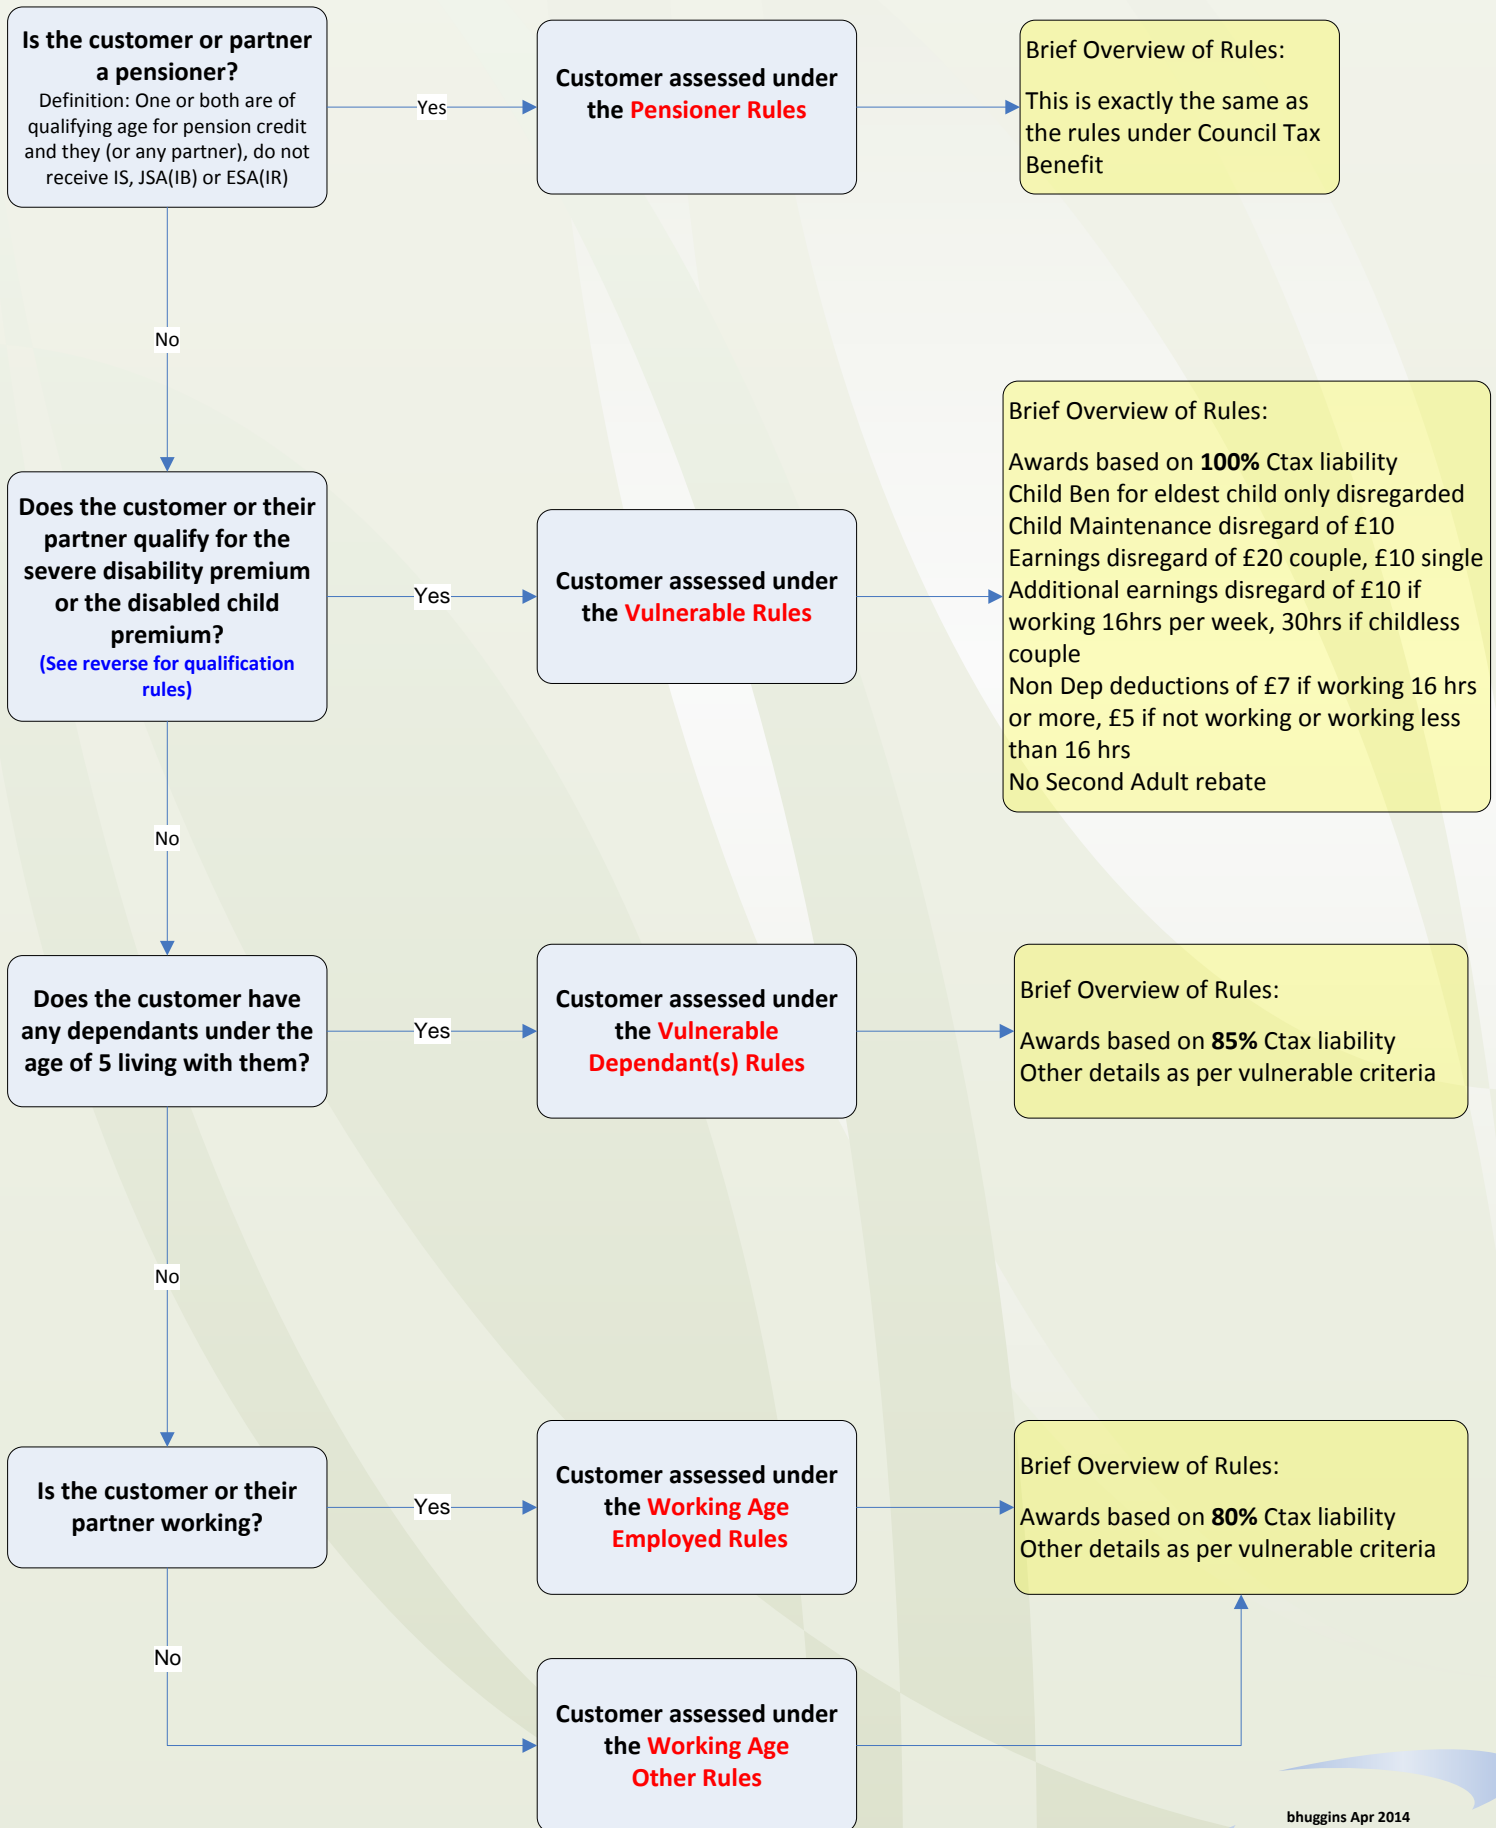 Is the customer or partner
a pensioner?
Definition: One or both are of
qualifying age for pension credit
and they (or any partner), do not
receive IS, JSA(IB) or ESA(IR)
Yes
Customer assessed under
the Pensioner Rules
Brief Overview of Rules:
This is exactly the same as
the rules under Council Tax
Benefit
No
Does the customer or their
partner qualify for the
severe disability premium
or the disabled child
premium?
(See reverse for qualification
rules)
Yes
Customer assessed under
the Vulnerable Rules
Brief Overview of Rules:
Awards based on 100% Ctax liability
Child Ben for eldest child only disregarded
Child Maintenance disregard of £10
Earnings disregard of £20 couple, £10 single
Additional earnings disregard of £10 if
working 16hrs per week, 30hrs if childless
couple
Non Dep deductions of £7 if working 16 hrs
or more, £5 if not working or working less
than 16 hrs
No Second Adult rebate
No
Does the customer have
any dependants under the
age of 5 living with them?
Yes
Customer assessed under
the Vulnerable
Dependant(s) Rules
Brief Overview of Rules:
Awards based on 85% Ctax liability
Other details as per vulnerable criteria
No
Is the customer or their
partner working?
Yes
Customer assessed under
the Working Age
Employed Rules
Brief Overview of Rules:
Awards based on 80% Ctax liability
Other details as per vulnerable criteria
No
Customer assessed under
the Working Age
Other Rules
bhuggins Apr 2014